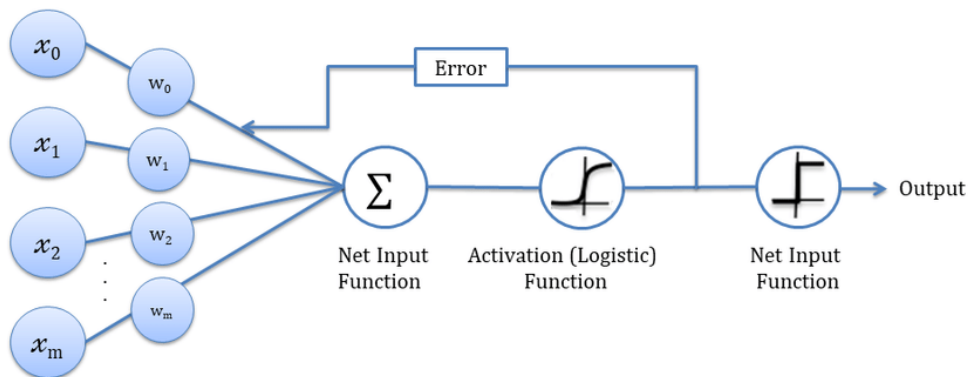 x0
w0
Error
x1
w1
Σ
Output
x2
w2
Net Input
Function
Activation (Logistic)
Function
Net Input
Function
xm
wm